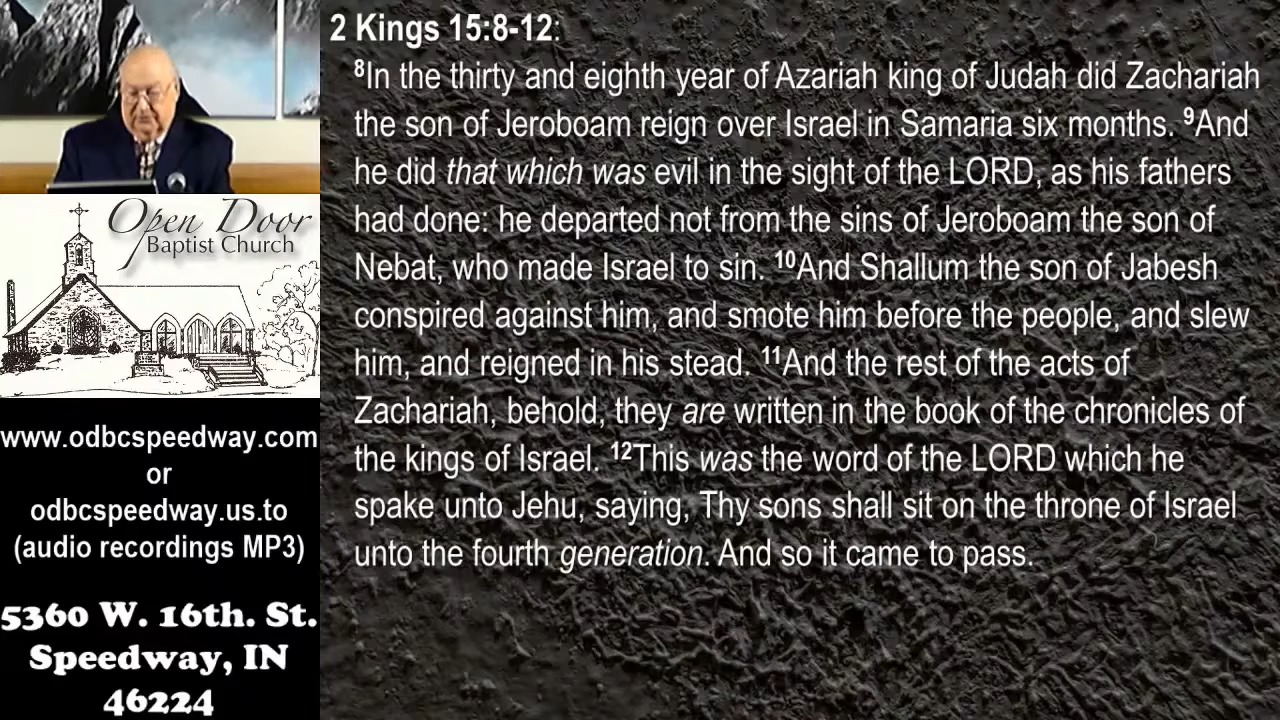 2 Kings 15:8-12:
8In the thirty and eighth year of Azariah king of Judah did Zachariah
the son of Jeroboam reign over Israel in Samaria six months. 9And
he did that which was evil in the sight of the LORD, as his fathers
had done: he departed not from the sins of Jeroboam the son of
Nebat, who made Israel to sin. 10And Shallum the son of Jabesh
conspired against him, and smote him before the people, and slew
him, and reigned in his stead. 11And the rest of the acts of
Zachariah, behold, they are written in the book of the chronicles of
the kings of Israel. 12This was the word of the LORD which he
spake unto Jehu, saying, Thy sons shall sit on the throne of Israel
unto the fourth generation. And so it came to pass.
Open Door
Baptist Church
www.odbcspeedway.com
or
odbcspeedway.us.to
(audio recordings MP3)
5360 W. 16th. St.
Speedway, IN
46224